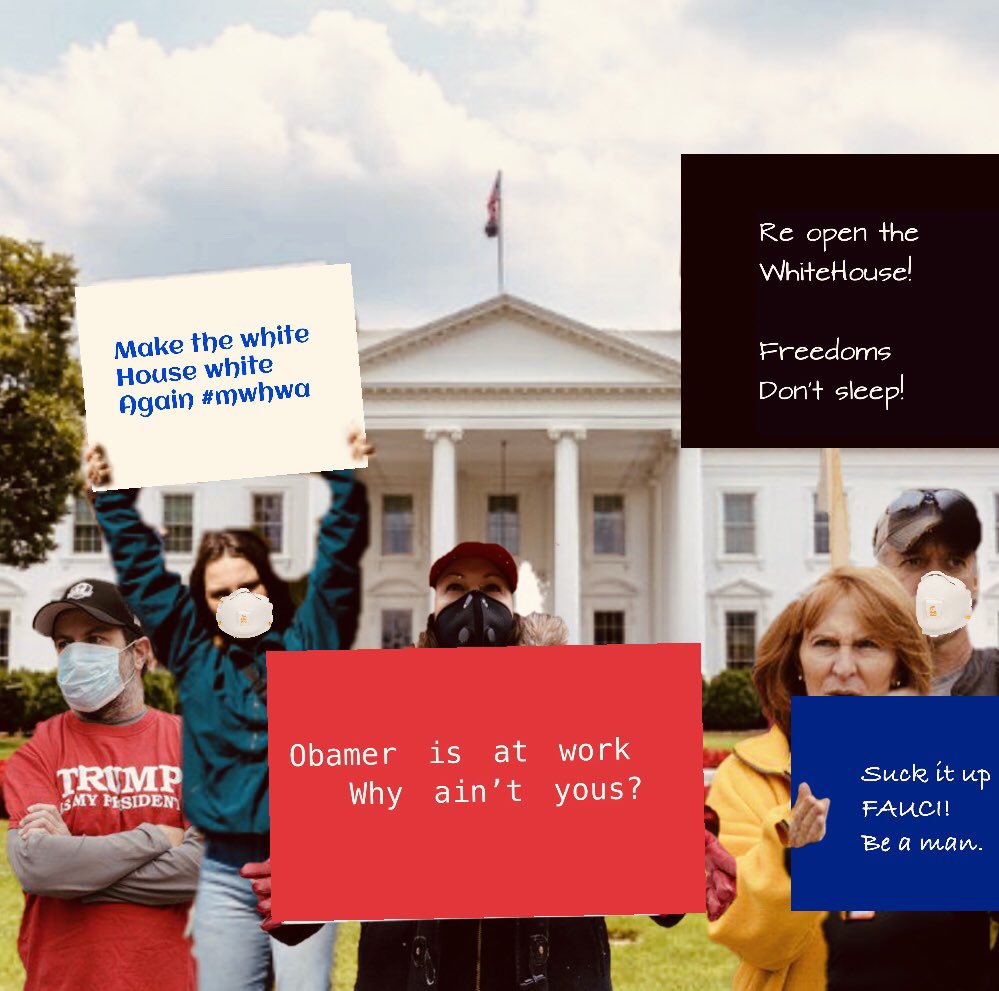 Re open the
WhiteHouse!
Freedoms
Don't sleep!
Make the white
House white
Again #mwhwa
Obamer is at work
Why ain't yous?
TRUMP
IS MY PRESIDENT
Suck it up
FAUCI!
Be a man.